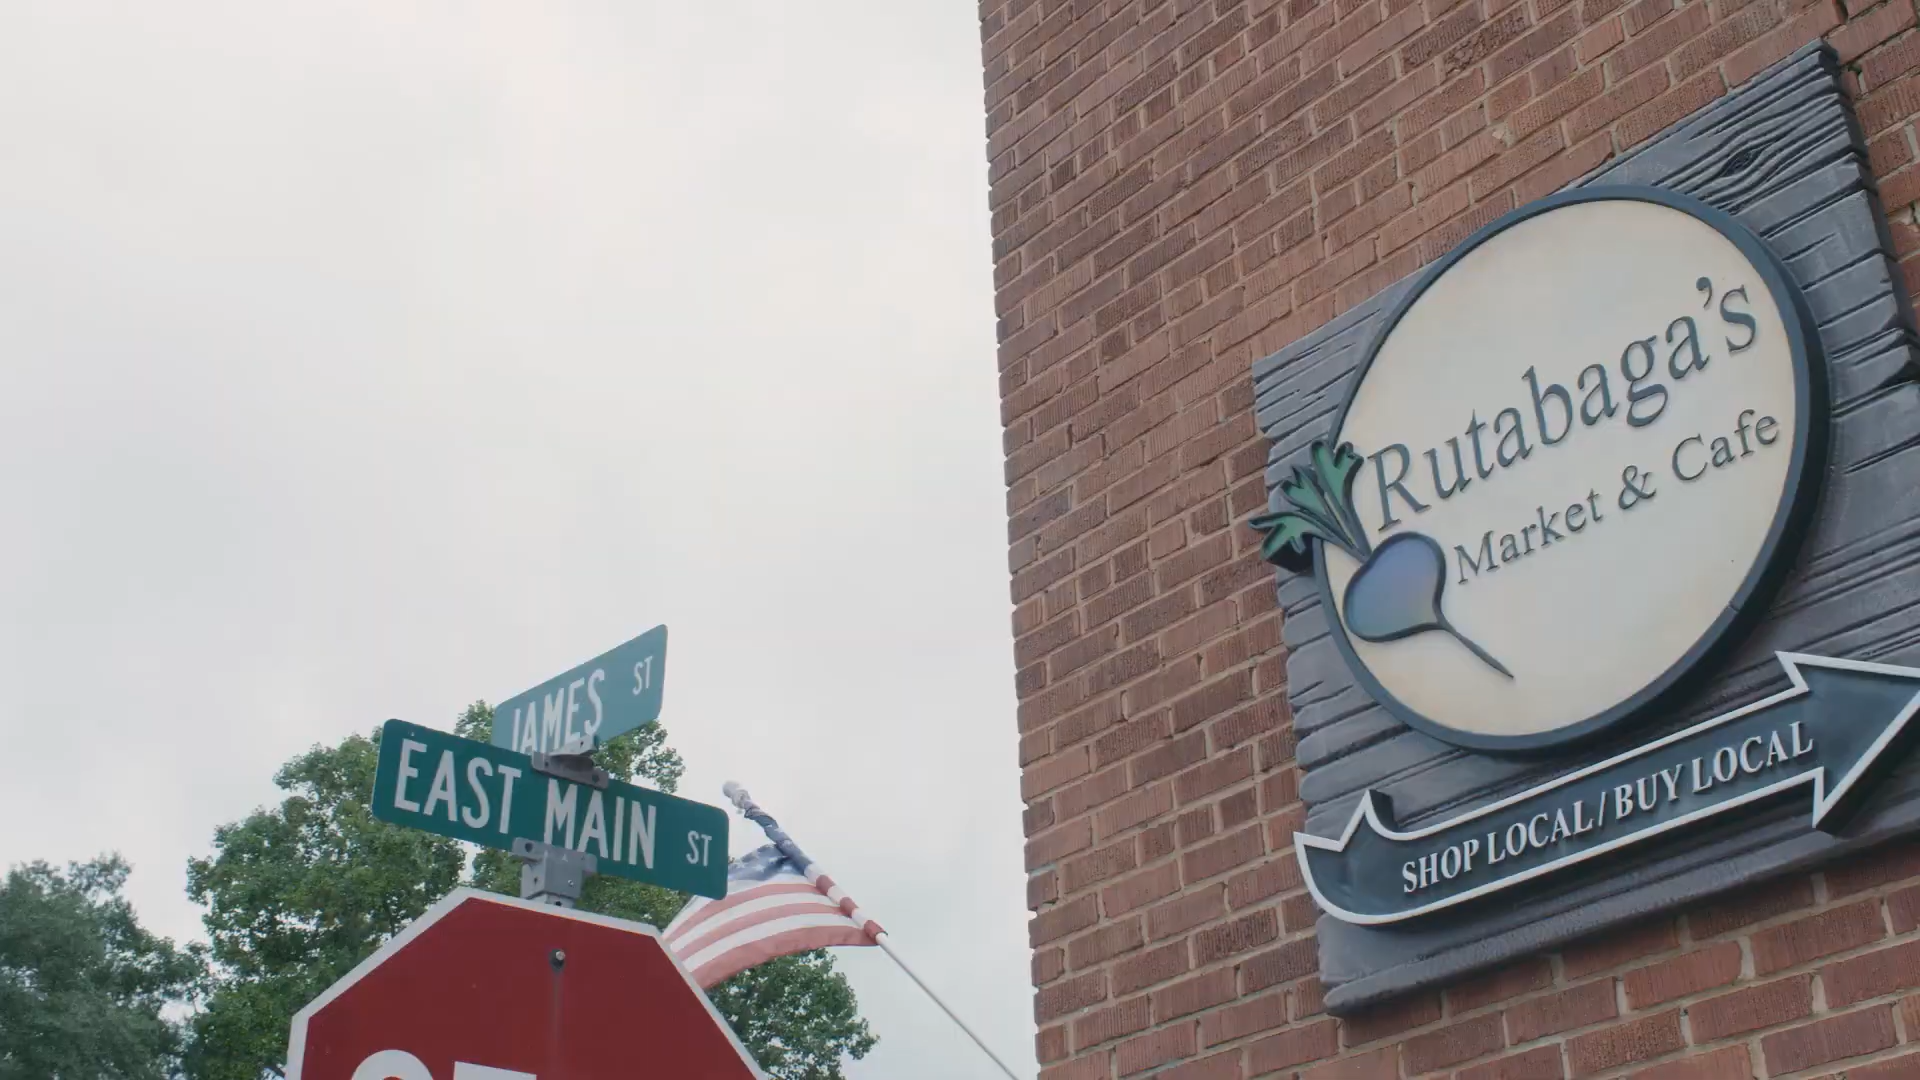 JAMES ST
EAST MAIN ST
Rutabaga's
Market & Cafe
SHOP LOCAL/BUY LOCAL